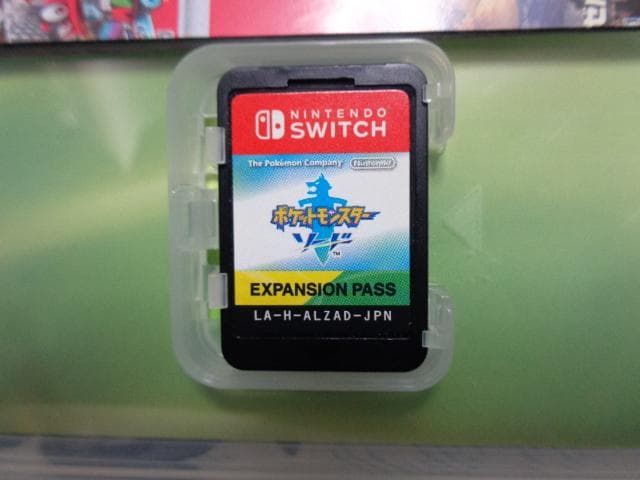 NINTENDO
SWITCH
The Pokémon Company Nintendo
ポケットモンスター
ソード
TM
EXPANSION PASS
LA-H-ALZAD-JPN